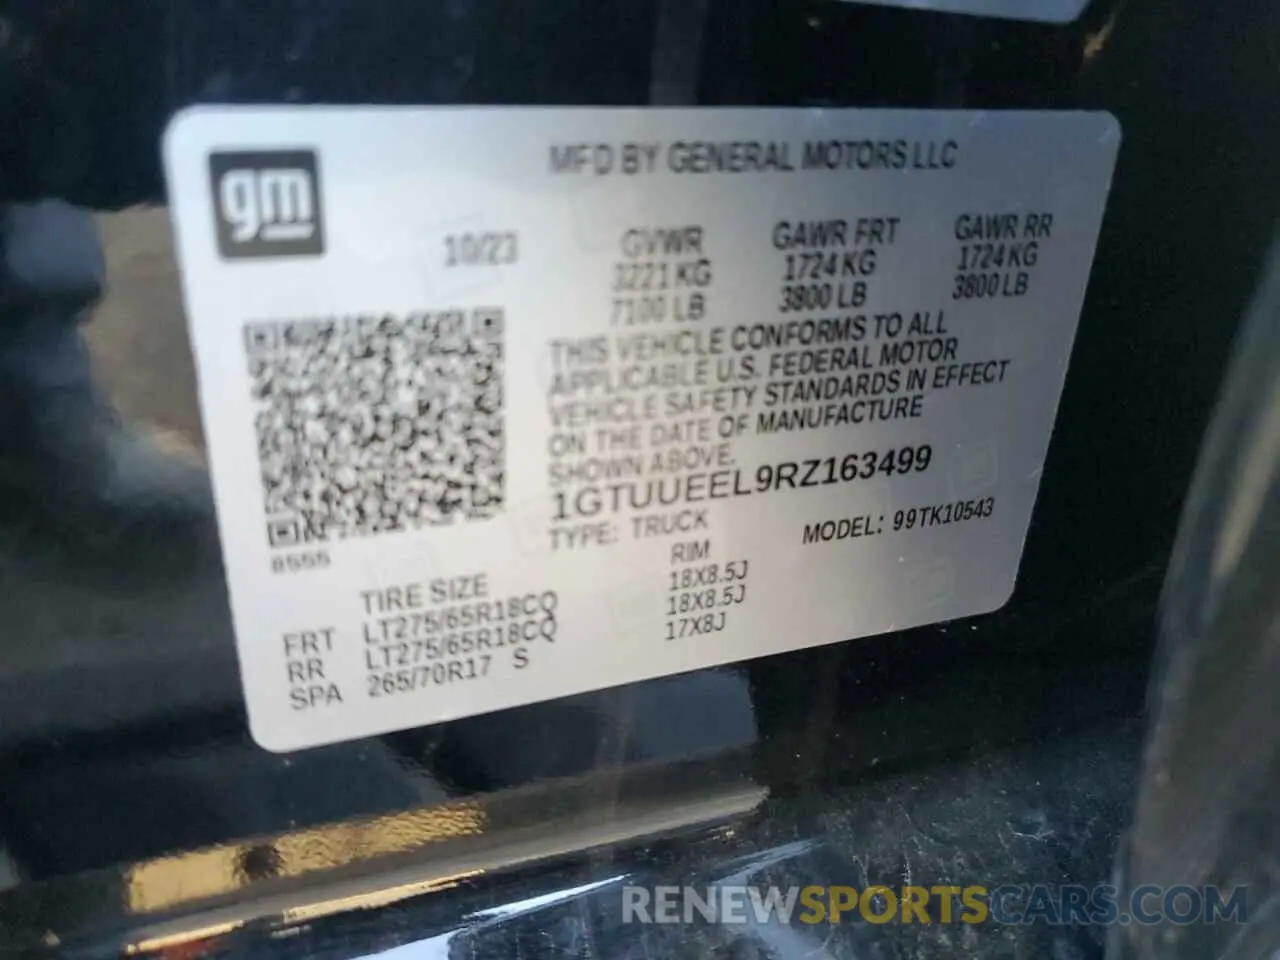 gm
MFD BY GENERAL MOTORS LLC
10/23
GVWR GAWR FRT GAWR RR
3221 KG 1724 KG 1724 KG
7100 LB 3800 LB 3800 LB
THIS VEHICLE CONFORMS TO ALL
APPLICABLE U.S. FEDERAL MOTOR
VEHICLE SAFETY STANDARDS IN EFFECT
ON THE DATE OF MANUFACTURE
SHOWN ABOVE.
1GTUUEEL9RZ163499
8555
TYPE: TRUCK MODEL: 99TK10543
TIRE SIZE RIM
FRT LT275/65R18CQ 18X8.5J
RR LT275/65R18CQ 18X8.5J
SPA 265/70R17 S 17X8J
RENEWSPORTSCARS.COM